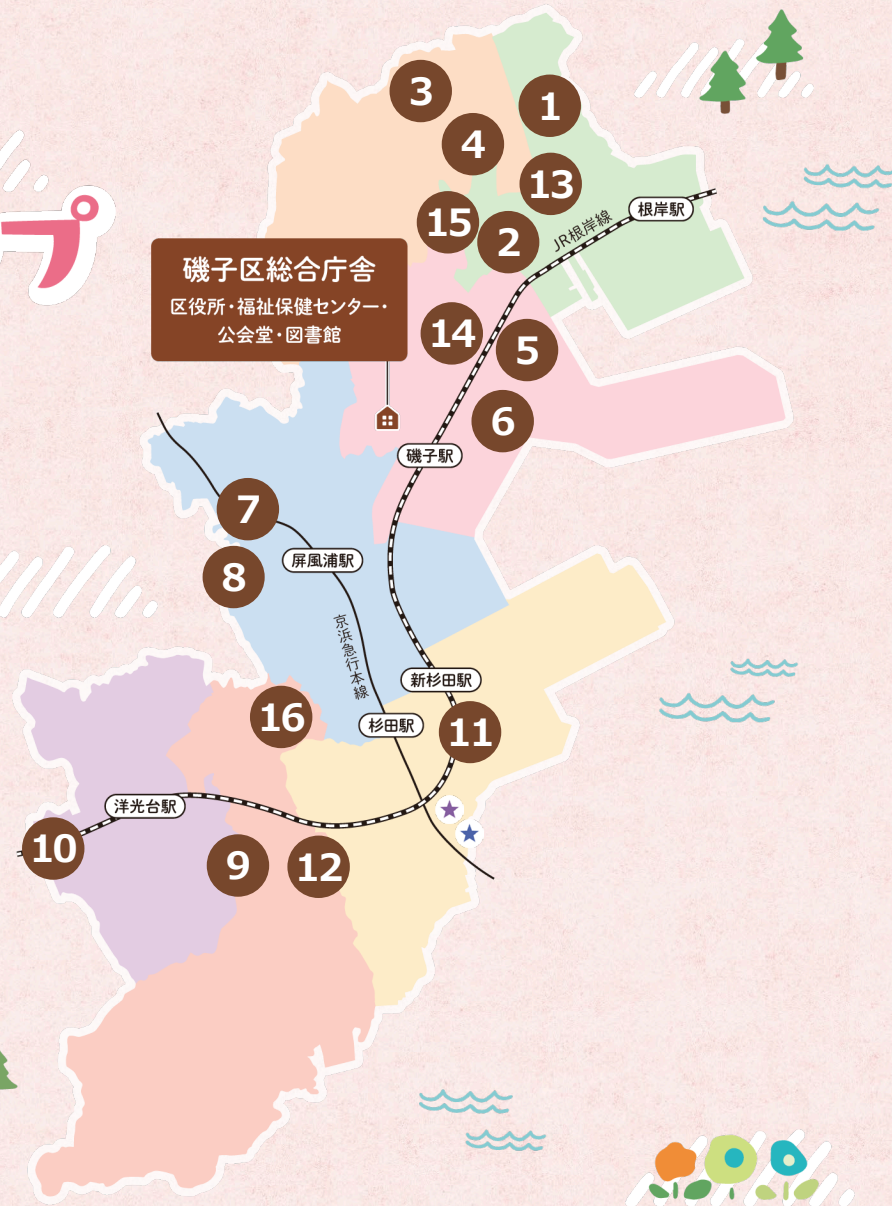 3
1
4
13
根岸駅
15
JR根岸線
2
プ
磯子区総合庁舎
区役所・福祉保健センター・
公会堂・図書館
14
5
6
磯子駅
7
屏風浦駅
8
京浜急行本線
新杉田駅
16
杉田駅
11
洋光台駅
10
9
12